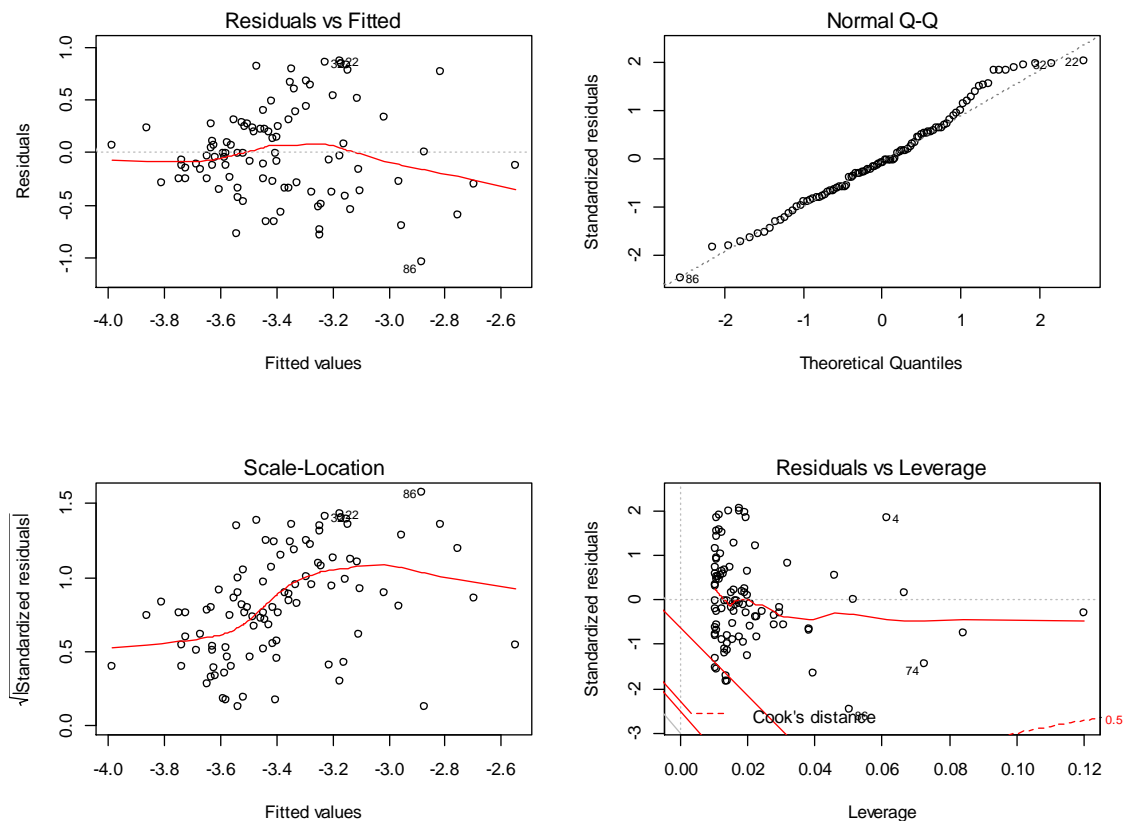 Residuals vs Fitted
Residuals
1.0
0.5
0.0
-0.5
-1.0
22
86
-4.0 -3.8 -3.6 -3.4 -3.2 -3.0 -2.8 -2.6
Fitted values
Normal Q-Q
Standardized residuals
2
1
0
-1
-2
32 22
86
-2 -1 0 1 2
Theoretical Quantiles
Scale-Location
√|Standardized residuals|
1.5
1.0
0.5
0.0
86
22
-4.0 -3.8 -3.6 -3.4 -3.2 -3.0 -2.8 -2.6
Fitted values
Residuals vs Leverage
Standardized residuals
2
1
0
-1
-2
-3
4
74
86
Cook's distance
0.5
0.00 0.02 0.04 0.06 0.08 0.10 0.12
Leverage